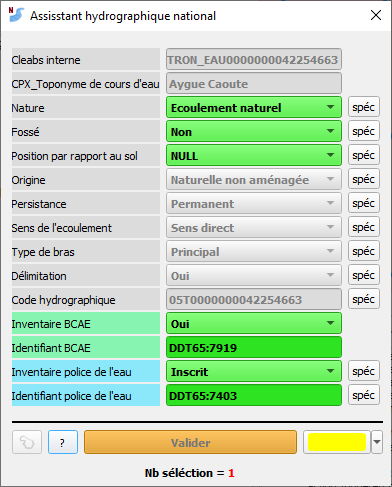 Assisstant hydrographique national
Cleabs interne TRON_EAU0000000042254663
CPX_Toponyme de cours d'eau Aygue Caoute
Nature Ecoulement naturel spéc
Fossé Non spéc
Position par rapport au sol NULL spéc
Origine Naturelle non aménagée spéc
Persistance Permanent spéc
Sens de l'ecoulement Sens direct spéc
Type de bras Principal spéc
Délimitation Oui spéc
Code hydrographique 05T0000000042254663 spéc
Inventaire BCAE Oui
Identifiant BCAE DDT65:7919
Inventaire police de l'eau Inscrit spéc
Identifiant police de l'eau DDT65:7403 spéc
? Valider
Nb séléction = 1